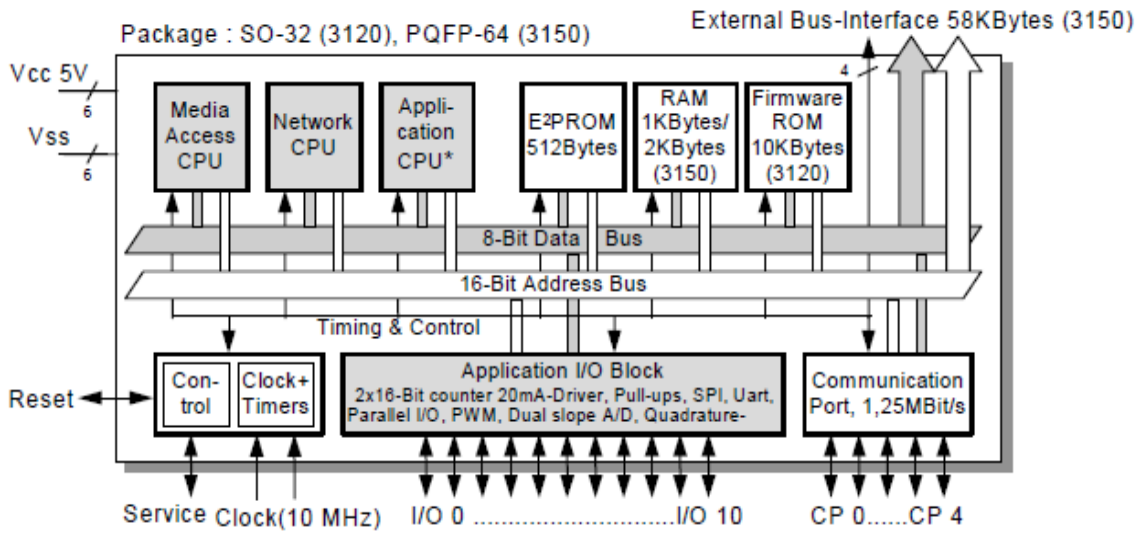 External Bus-Interface 58KBytes (3150)
Package : SO-32 (3120), PQFP-64 (3150)
Vcc 5V
6
Vss
6
4
Media
Access
CPU
Network
CPU
Appli-
cation
CPU*
E²PROM
512Bytes
RAM
1KBytes/
2KBytes
(3150)
Firmware
ROM
10KBytes
(3120)
8-Bit Data Bus
16-Bit Address Bus
Timing & Control
Reset
Con-
trol
Clock+
Timers
Application I/O Block
2x16-Bit counter 20mA-Driver, Pull-ups, SPI, Uart,
Parallel I/O, PWM, Dual slope A/D, Quadrature-
Communication
Port, 1,25MBit/s
Service Clock(10 MHz) I/O 0 ..............................I/O 10 CP 0......CP 4